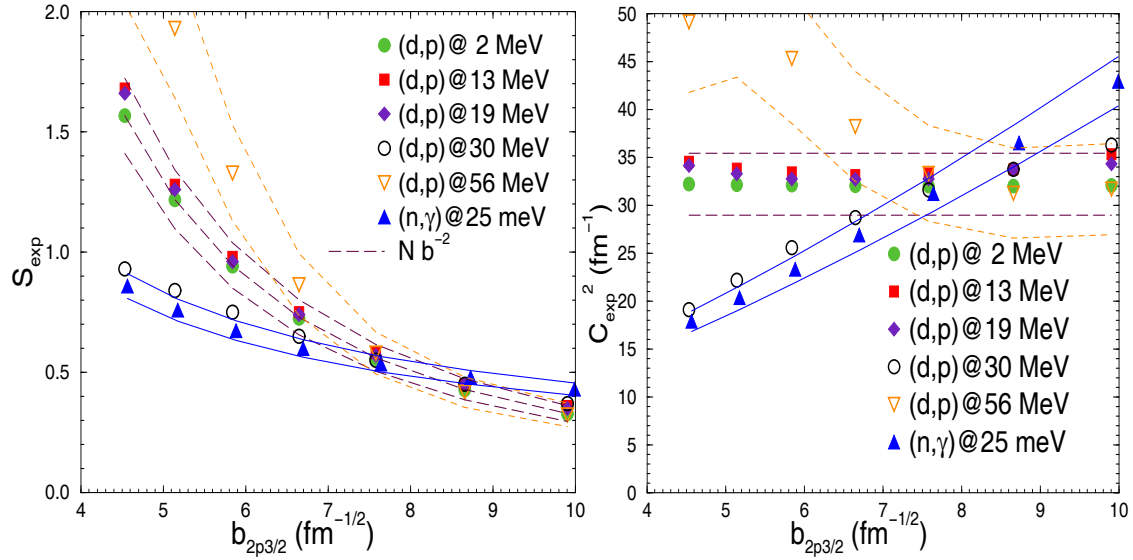 S_exp
2.0
1.5
1.0
0.5
0.0
4 5 6 7 8 9 10
b_2p3/2 (fm^−1/2)
(d,p)@ 2 MeV
(d,p)@13 MeV
(d,p)@19 MeV
(d,p)@30 MeV
(d,p)@56 MeV
(n,γ)@25 meV
N b^−2
C_exp^2 (fm^−1)
50
45
40
35
30
25
20
15
10
5
0
4 5 6 7 8 9 10
b_2p3/2 (fm^−1/2)
(d,p)@ 2 MeV
(d,p)@13 MeV
(d,p)@19 MeV
(d,p)@30 MeV
(d,p)@56 MeV
(n,γ)@25 meV